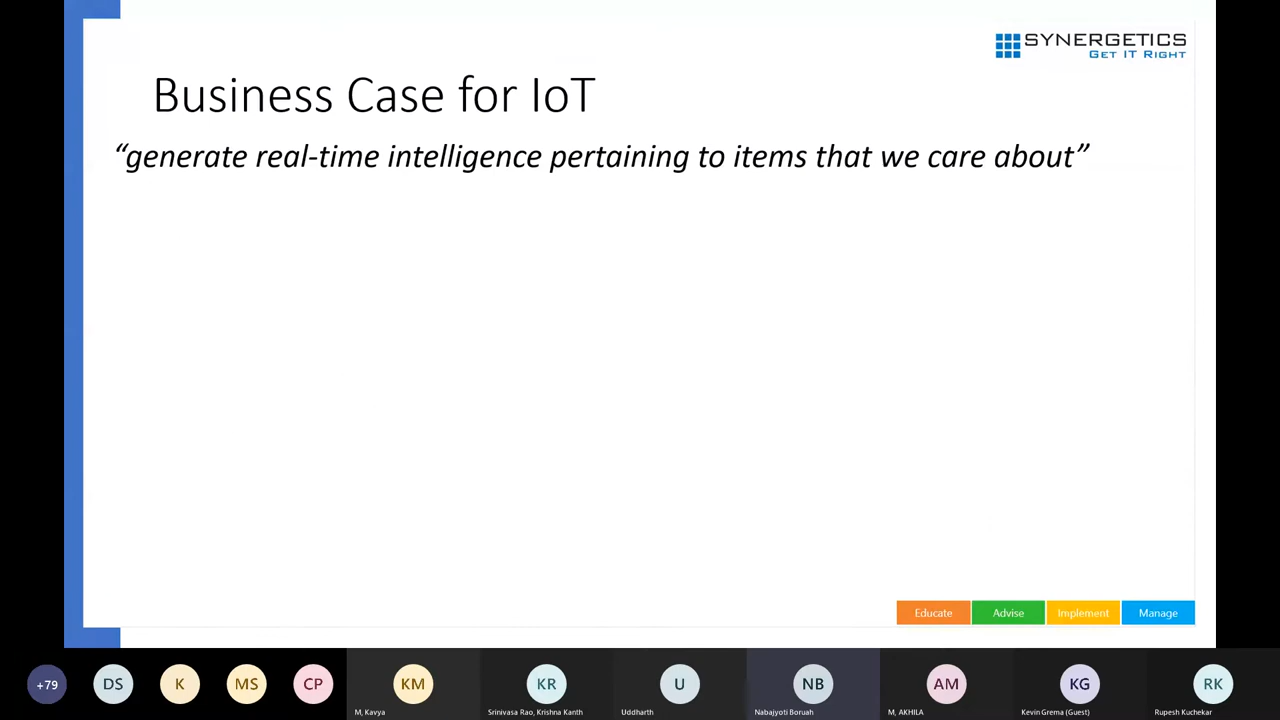 SYNERGETICS
GET IT RIGHT
Business Case for IoT
“generate real-time intelligence pertaining to items that we care about”
Educate Advise Implement Manage
+79 DS K MS CP KM KR U NB AM KG RK
M, Kavya Srinivasa Rao, Krishna Kanth Uddharth Nabajyoti Boruah M, AKHILA Kevin Grema (Guest) Rupesh Kuchekar